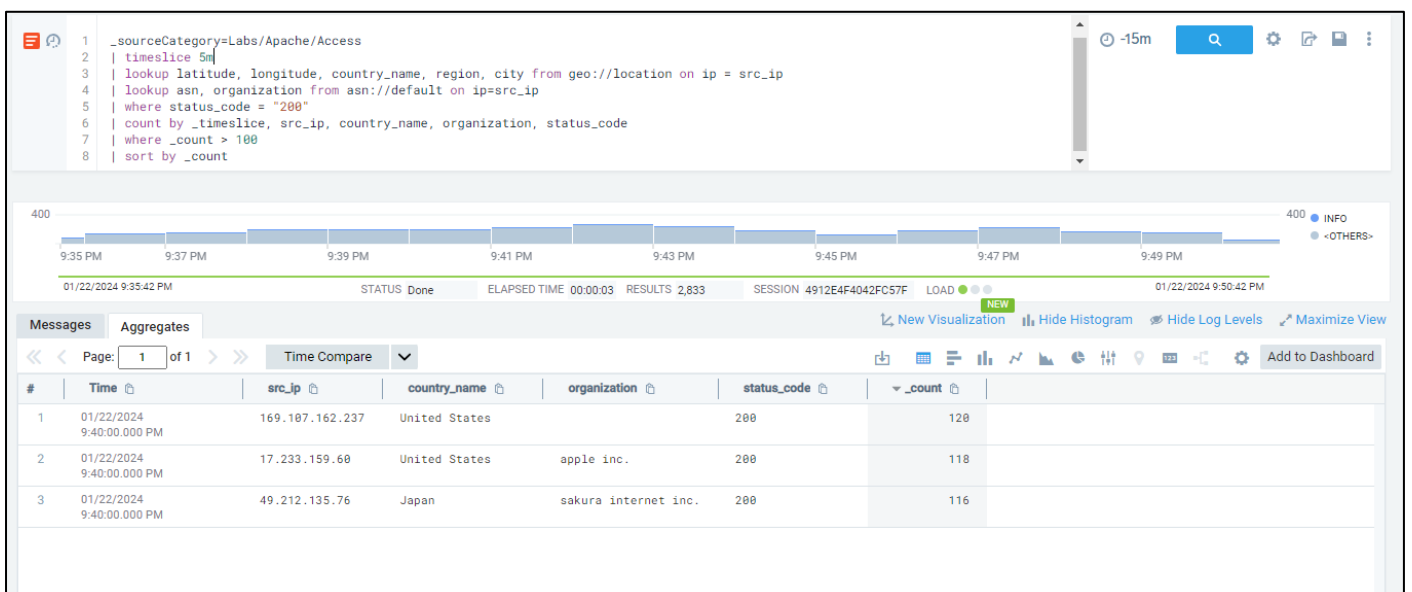 1 _sourceCategory=Labs/Apache/Access
2 | timeslice 5m
3 | lookup latitude, longitude, country_name, region, city from geo://location on ip = src_ip
4 | lookup asn, organization from asn://default on ip=src_ip
5 | where status_code = "200"
6 | count by _timeslice, src_ip, country_name, organization, status_code
7 | where _count > 100
8 | sort by _count
-15m
400 400
INFO
<OTHERS>
9:35 PM 9:37 PM 9:39 PM 9:41 PM 9:43 PM 9:45 PM 9:47 PM 9:49 PM
01/22/2024 9:35:42 PM STATUS Done ELAPSED TIME 00:00:03 RESULTS 2,833 SESSION 4912E4F4042FC57F LOAD 01/22/2024 9:50:42 PM
NEW
Messages Aggregates New Visualization Hide Histogram Hide Log Levels Maximize View
Page: 1 of 1 Time Compare Add to Dashboard
# Time src_ip country_name organization status_code _count
1 01/22/2024 9:40:00.000 PM 169.107.162.237 United States 200 120
2 01/22/2024 9:40:00.000 PM 17.233.159.60 United States apple inc. 200 118
3 01/22/2024 9:40:00.000 PM 49.212.135.76 Japan sakura internet inc. 200 116